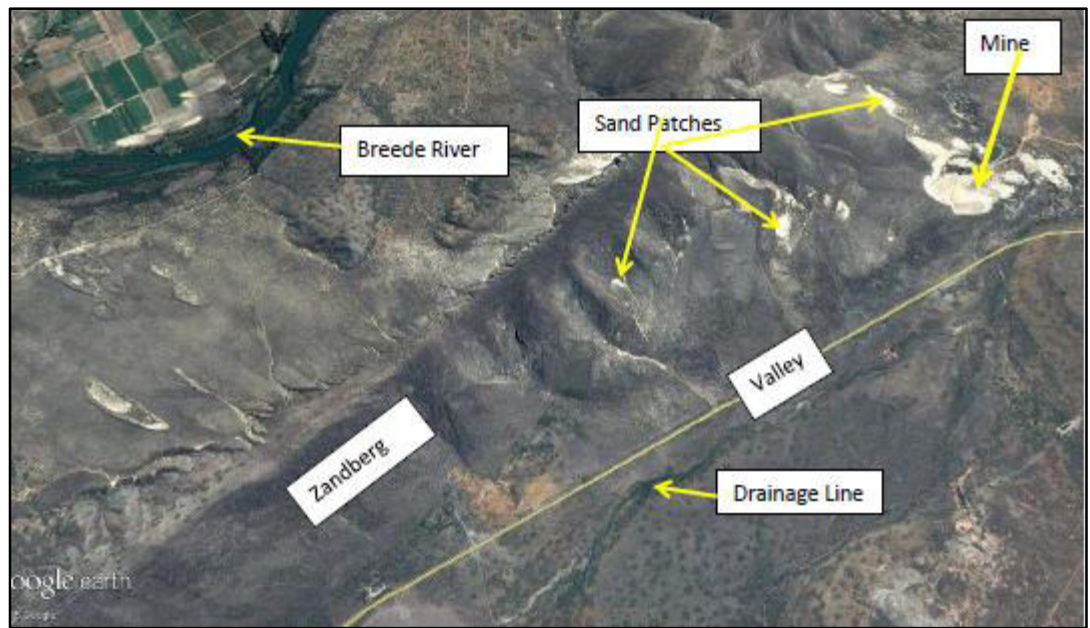 Mine
Sand Patches
Breede River
Valley
Zandberg
Drainage Line
oogle earth